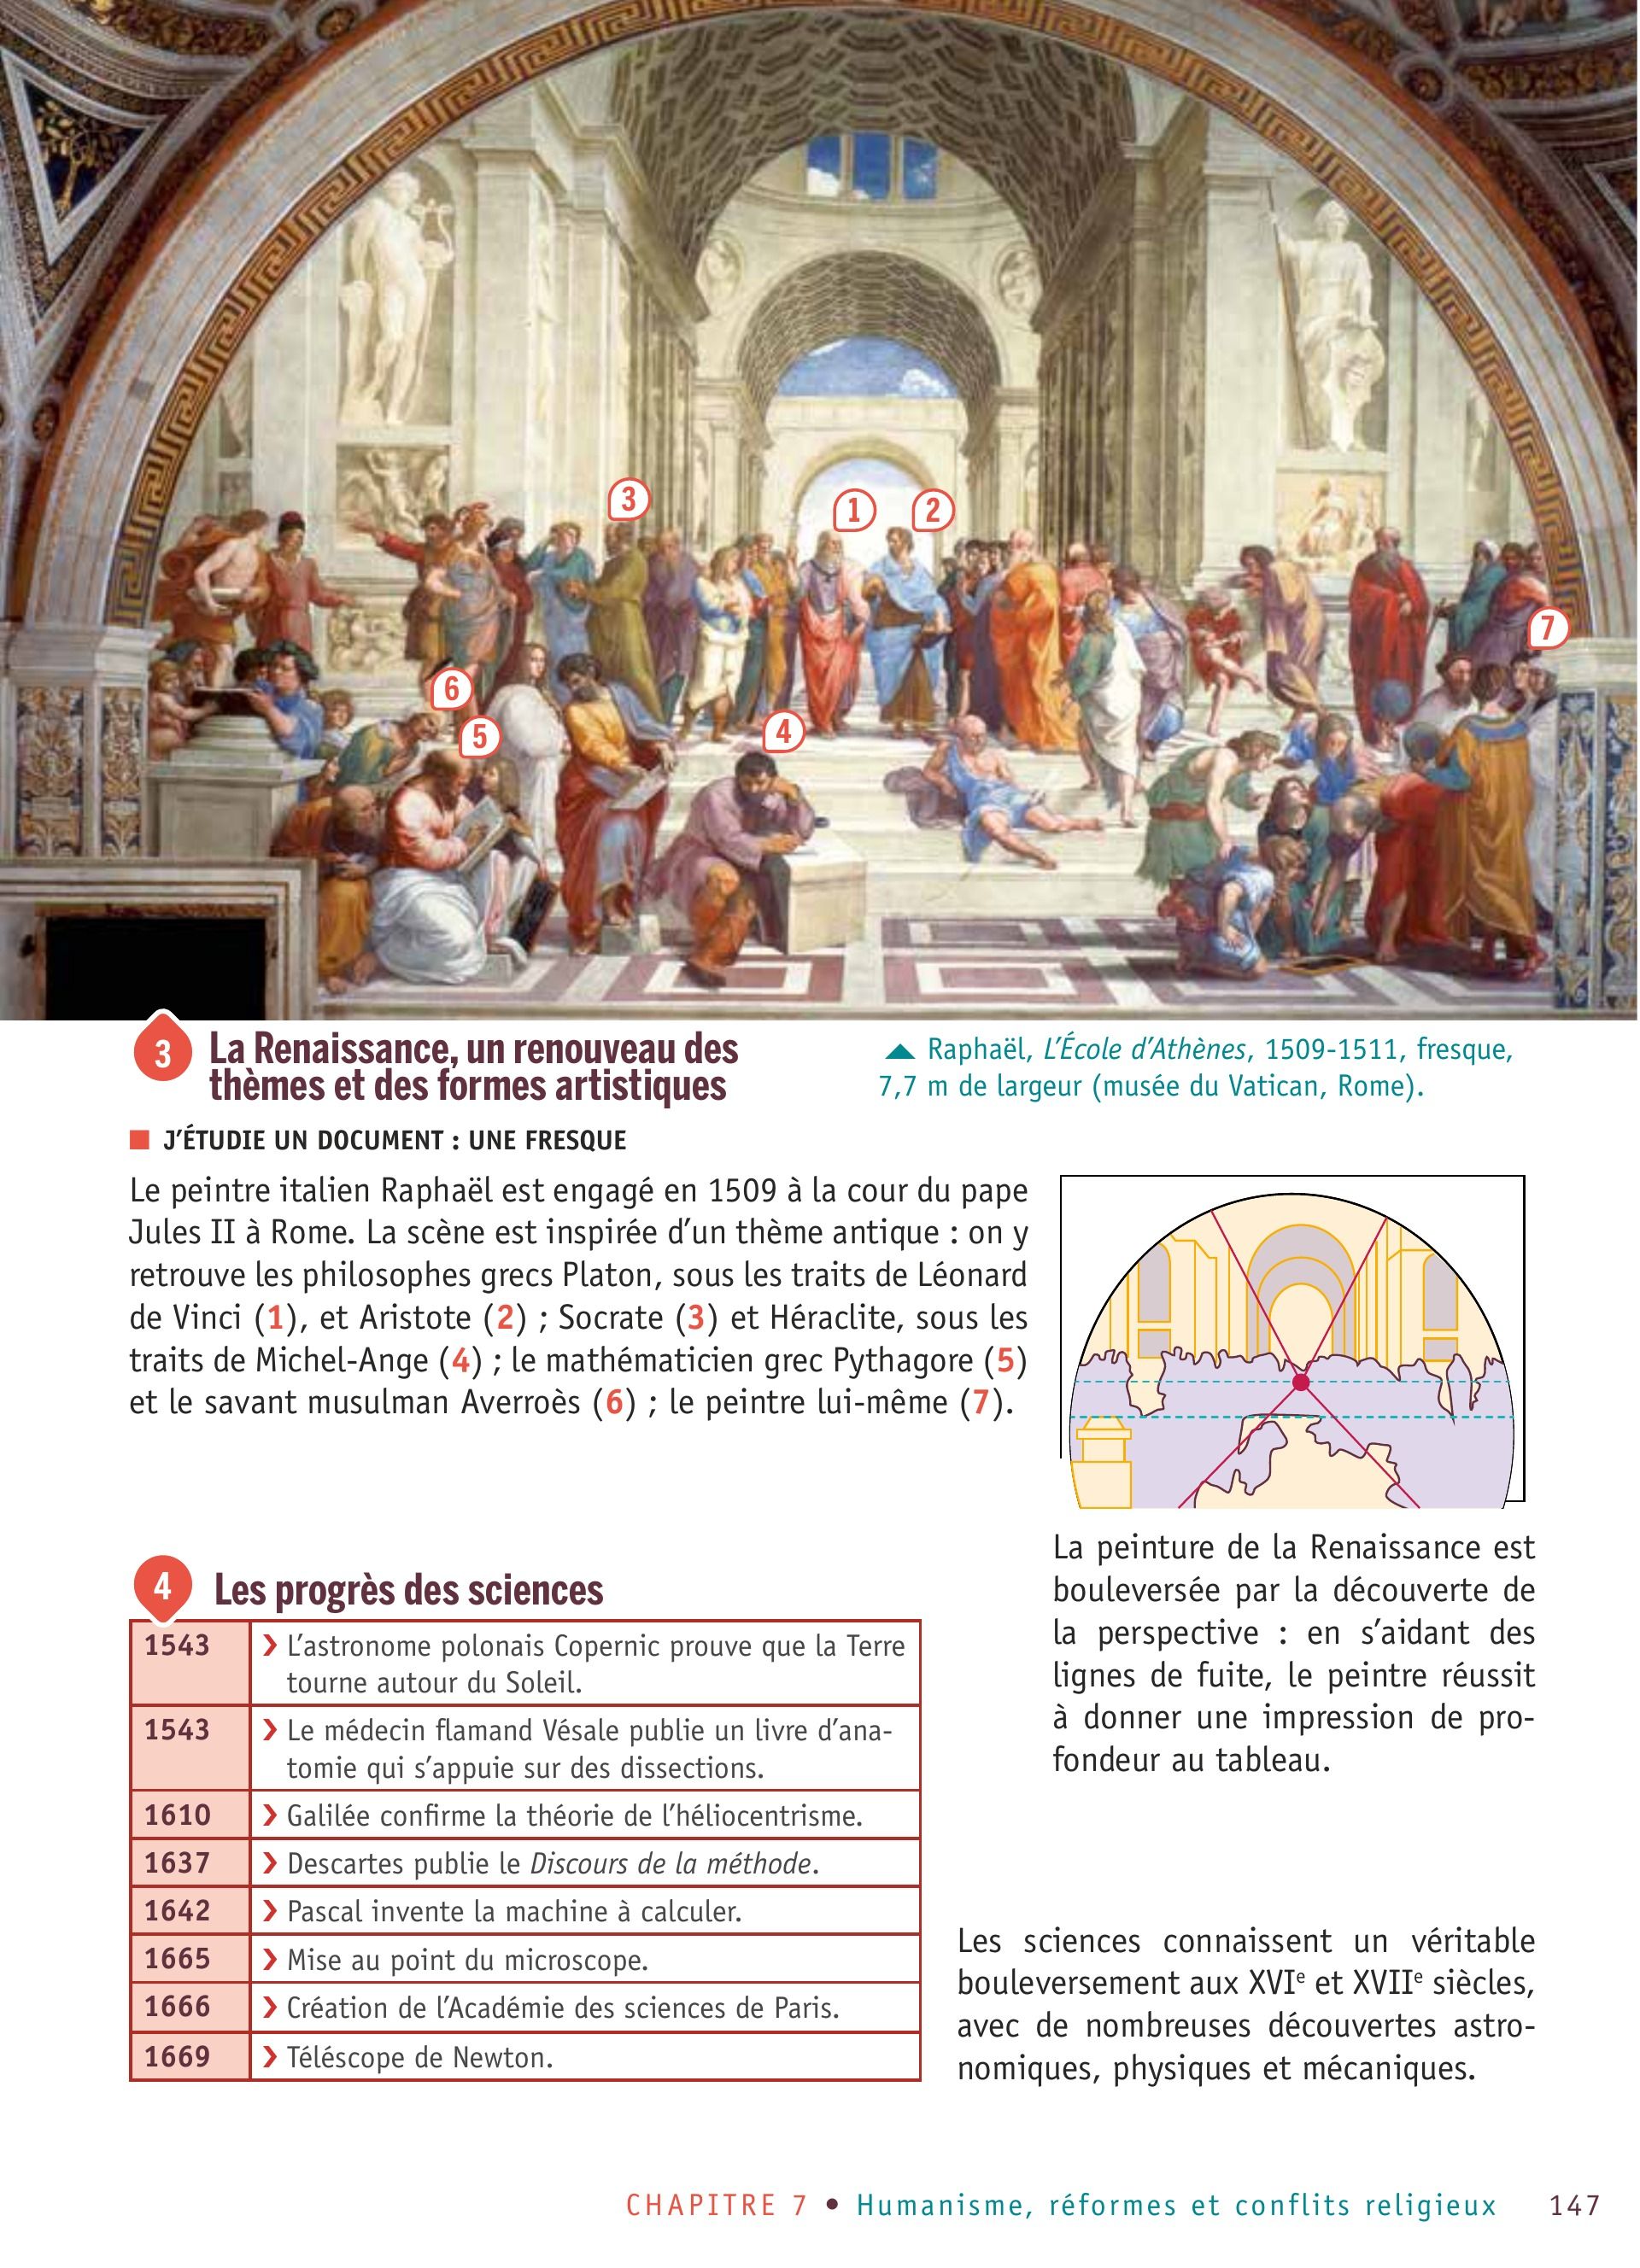 3
1
2
7
6
5
4
3
La Renaissance, un renouveau des
thèmes et des formes artistiques
Raphaël, L'École d'Athènes, 1509-1511, fresque,
7,7 m de largeur (musée du Vatican, Rome).
J'ÉTUDIE UN DOCUMENT : UNE FRESQUE
Le peintre italien Raphaël est engagé en 1509 à la cour du pape
Jules II à Rome. La scène est inspirée d'un thème antique : on y
retrouve les philosophes grecs Platon, sous les traits de Léonard
de Vinci (1), et Aristote (2) ; Socrate (3) et Héraclite, sous les
traits de Michel-Ange (4) ; le mathématicien grec Pythagore (5)
et le savant musulman Averroès (6) ; le peintre lui-même (7).
La peinture de la Renaissance est
bouleversée par la découverte de
la perspective : en s'aidant des
lignes de fuite, le peintre réussit
à donner une impression de pro-
fondeur au tableau.
4
Les progrès des sciences
1543 › L'astronome polonais Copernic prouve que la Terre
tourne autour du Soleil.
1543 › Le médecin flamand Vésale publie un livre d'ana-
tomie qui s'appuie sur des dissections.
1610 › Galilée confirme la théorie de l'héliocentrisme.
1637 › Descartes publie le Discours de la méthode.
1642 › Pascal invente la machine à calculer.
1665 › Mise au point du microscope.
1666 › Création de l'Académie des sciences de Paris.
1669 › Téléscope de Newton.
Les sciences connaissent un véritable
bouleversement aux XVIe et XVIIe siècles,
avec de nombreuses découvertes astro-
nomiques, physiques et mécaniques.
CHAPITRE 7 • Humanisme, réformes et conflits religieux 147